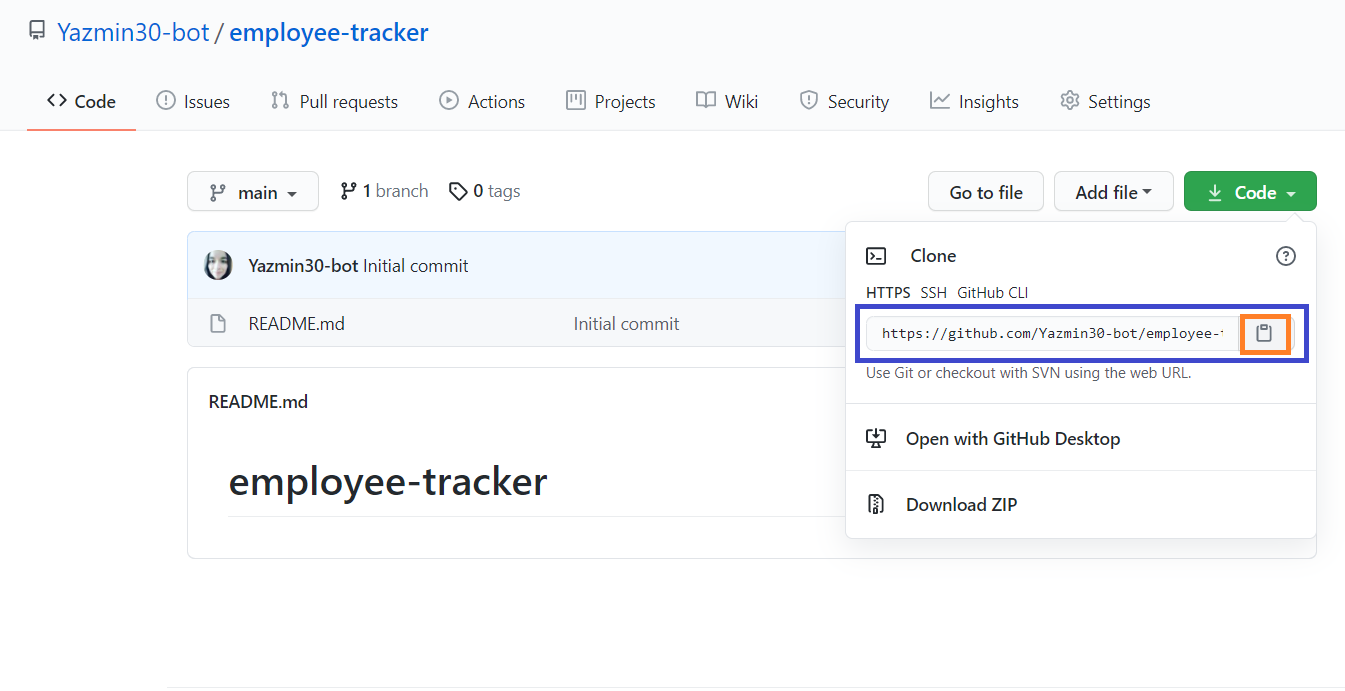 Yazmin30-bot / employee-tracker
Code Issues Pull requests Actions Projects Wiki Security Insights Settings
main 1 branch 0 tags Go to file Add file Code
Yazmin30-bot Initial commit
README.md Initial commit
README.md
employee-tracker
Clone
HTTPS SSH GitHub CLI
https://github.com/Yazmin30-bot/employee-
Use Git or checkout with SVN using the web URL.
Open with GitHub Desktop
Download ZIP